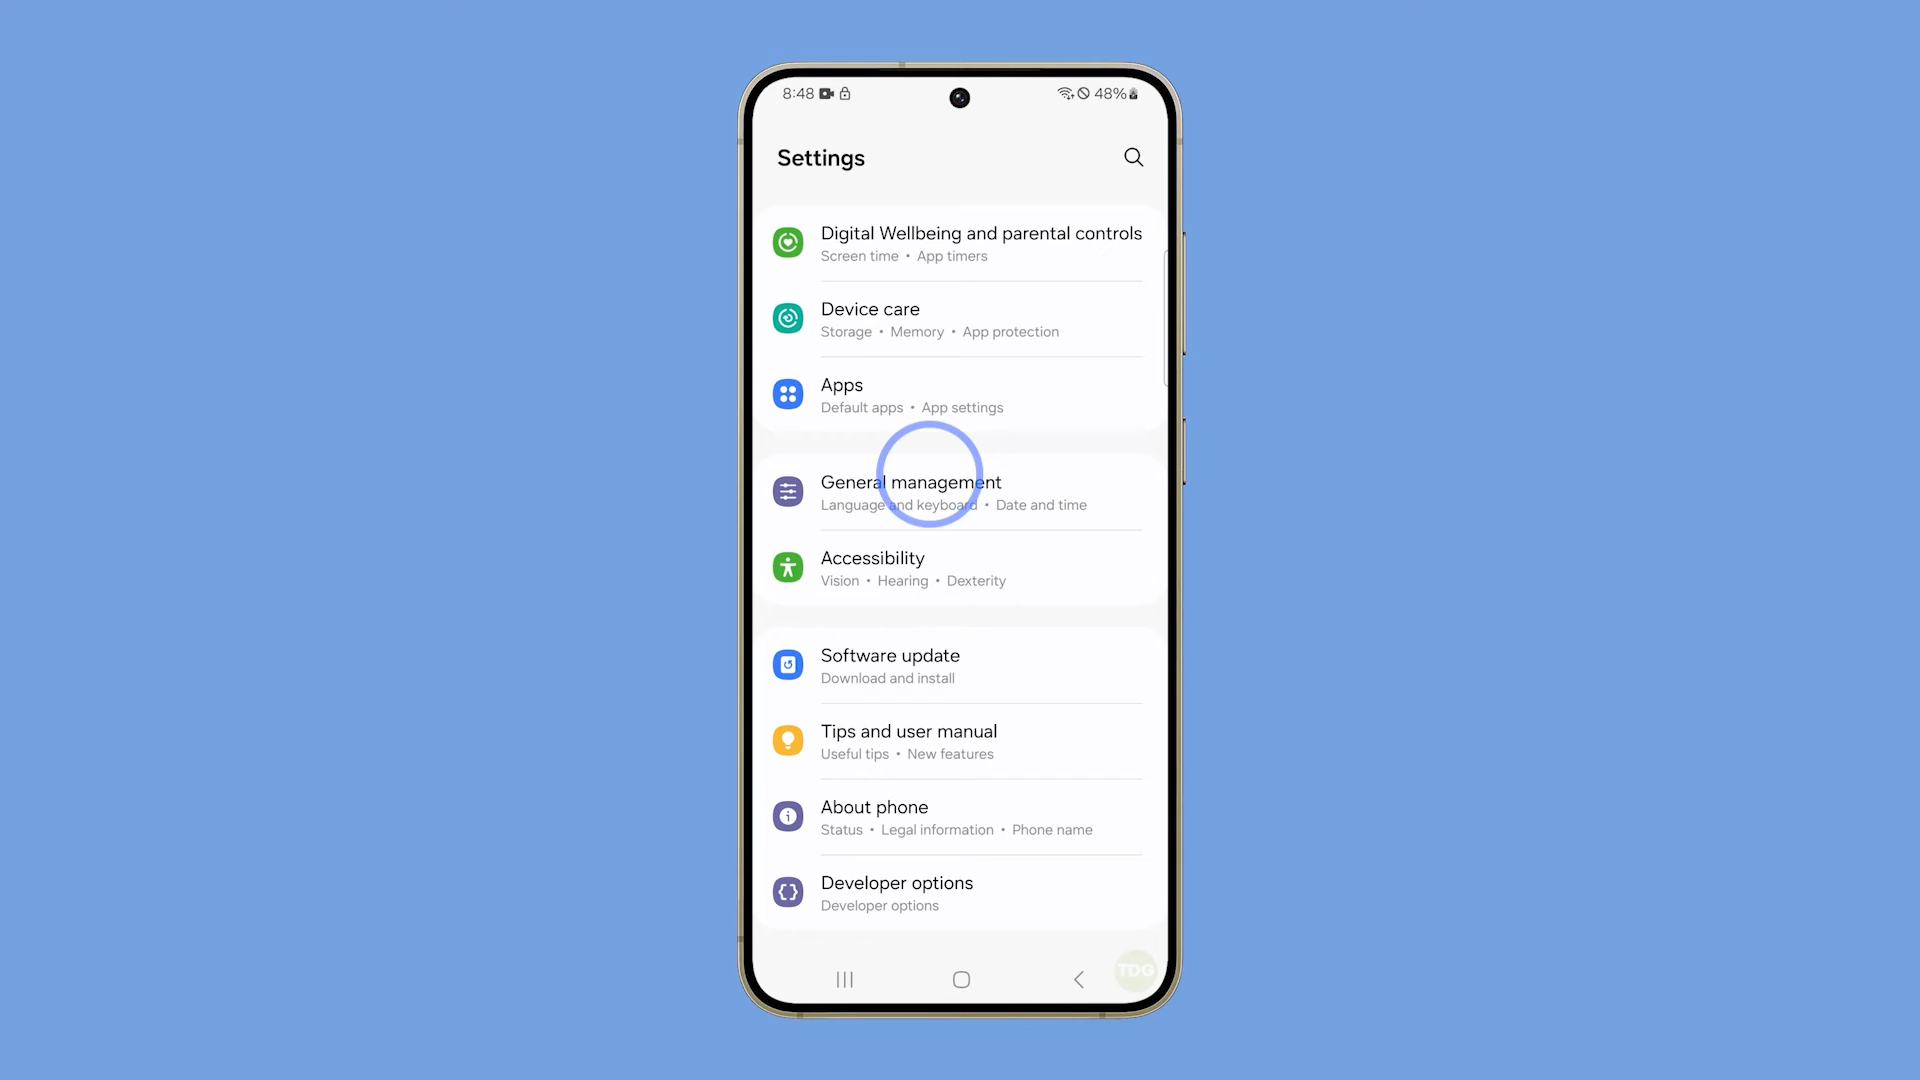 8:48 48%
Settings
Digital Wellbeing and parental controls
Screen time • App timers
Device care
Storage • Memory • App protection
Apps
Default apps • App settings
General management
Language and keyboard • Date and time
Accessibility
Vision • Hearing • Dexterity
Software update
Download and install
Tips and user manual
Useful tips • New features
About phone
Status • Legal information • Phone name
Developer options
Developer options
TDG